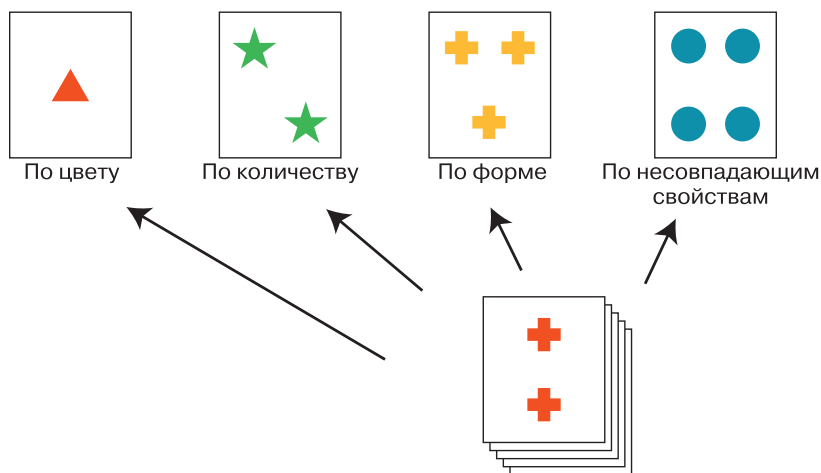 По цвету
По количеству
По форме
По несовпадающим
свойствам